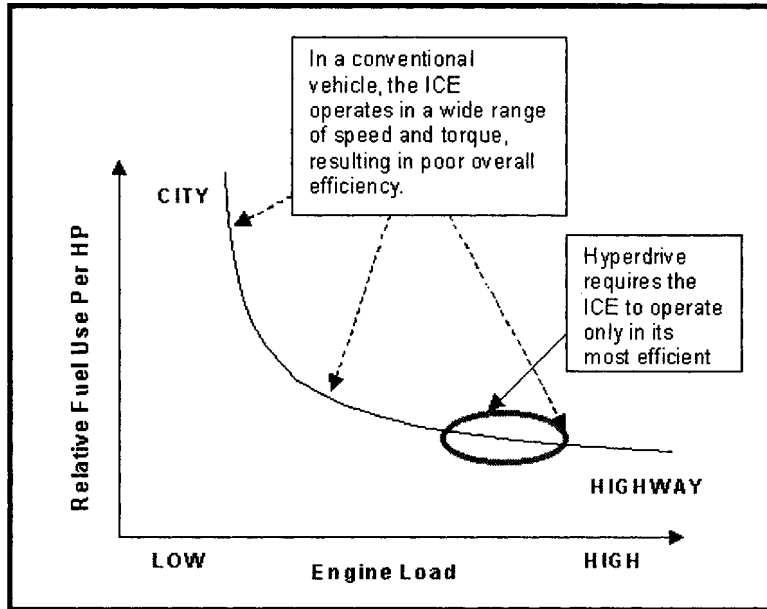 In a conventional
vehicle, the ICE
operates in a wide range
of speed and torque,
resulting in poor overall
efficiency.
CITY
Hyperdrive
requires the
ICE to operate
only in its
most efficient
Relative Fuel Use Per HP
HIGHWAY
LOW
Engine Load
HIGH